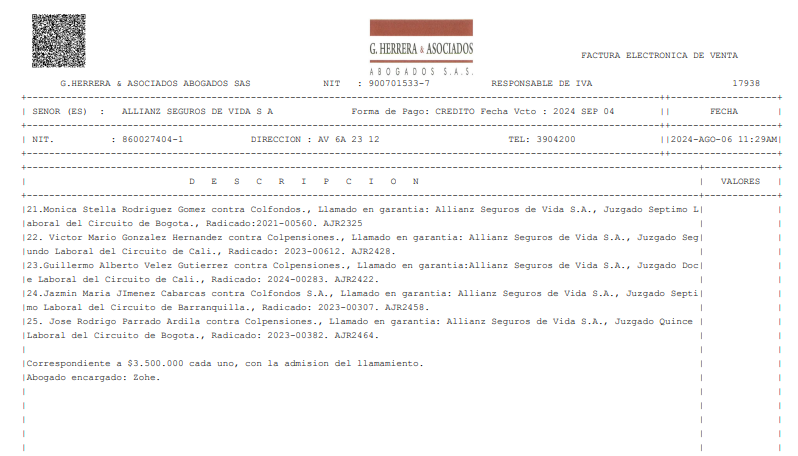 G. HERRERA & ASOCIADOS
ABOGADOS S.A.S.
FACTURA ELECTRONICA DE VENTA
G.HERRERA & ASOCIADOS ABOGADOS SAS NIT : 900701533-7 RESPONSABLE DE IVA 17938
SENOR (ES) : ALLIANZ SEGUROS DE VIDA S A Forma de Pago: CREDITO Fecha Vcto : 2024 SEP 04 FECHA
NIT. : 860027404-1 DIRECCION : AV 6A 23 12 TEL: 3904200 2024-AGO-06 11:29AM
D E S C R I P C I O N VALORES
21.Monica Stella Rodriguez Gomez contra Colfondos., Llamado en garantia: Allianz Seguros de Vida S.A., Juzgado Septimo L
aboral del Circuito de Bogota., Radicado:2021-00560. AJR2325
22. Victor Mario Gonzalez Hernandez contra Colpensiones., Llamado en garantia: Allianz Seguros de Vida S.A., Juzgado Seg
undo Laboral del Circuito de Cali., Radicado: 2023-00612. AJR2428.
23.Guillermo Alberto Velez Gutierrez contra Colpensiones., Llamado en garantia:Allianz Seguros de Vida S.A., Juzgado Doc
e Laboral del Circuito de Cali., Radicado: 2024-00283. AJR2422.
24.Jazmin Maria JImenez Cabarcas contra Colfondos S.A., Llamado en garantia: Allianz Seguros de Vida S.A., Juzgado Septi
mo Laboral del Circuito de Barranquilla., Radicado: 2023-00307. AJR2458.
25. Jose Rodrigo Parrado Ardila contra Colpensiones., Llamado en garantia: Allianz Seguros de Vida S.A., Juzgado Quince
Laboral del Circuito de Bogota., Radicado: 2023-00382. AJR2464.
Correspondiente a $3.500.000 cada uno, con la admision del llamamiento.
Abogado encargado: Zohe.